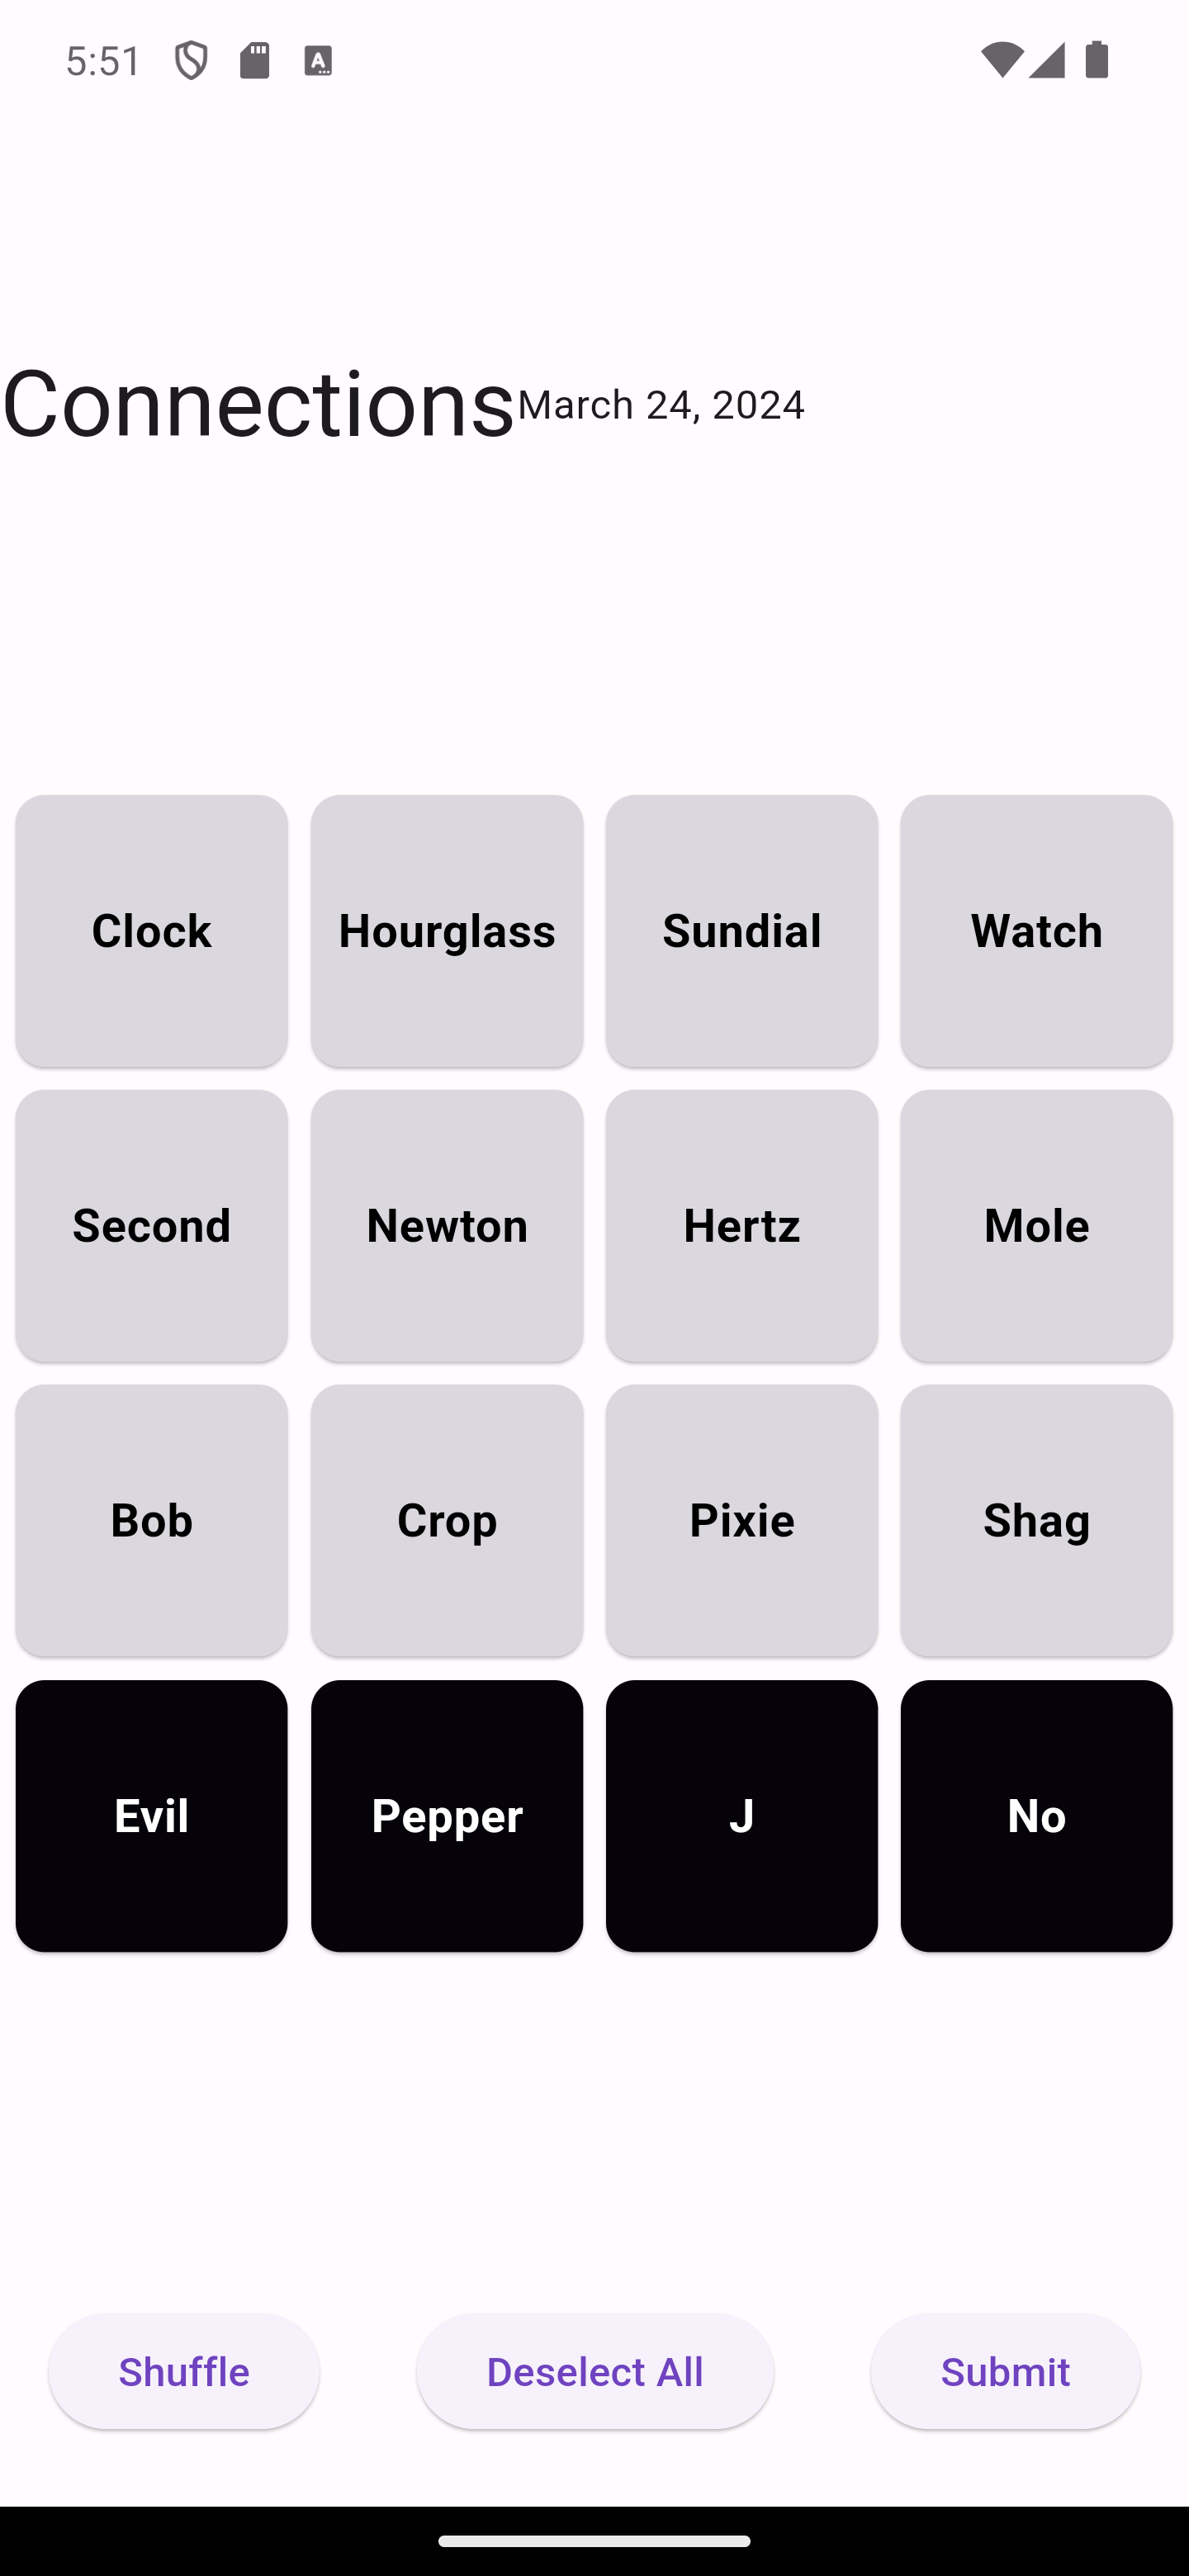 5:51
Connections March 24, 2024
Clock Hourglass Sundial Watch
Second Newton Hertz Mole
Bob Crop Pixie Shag
Evil Pepper J No
Shuffle Deselect All Submit